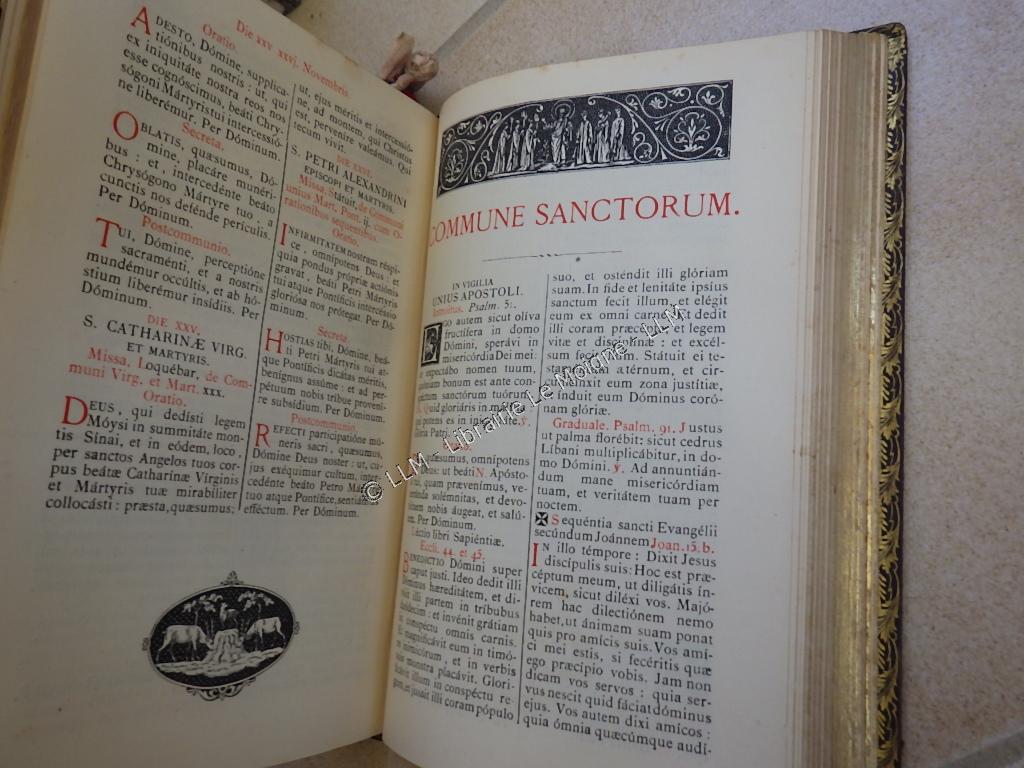 Die xxv xxvj. Novembris.
Oratio.
ADESTO, Dómine, supplica-
tiónibus nostris : ut, qui
ex iniquitáte nostra reos nos
esse cognóscimus, beáti Chry-
sógoni Mártyris tui intercessió-
ne liberémur. Per Dóminum.
Secreta.
OBLATIS, quæsumus, Dó-
mine, placáre munéri-
bus : et, intercedénte beáto
Chrysógono Mártyre tuo : a
cunctis nos defénde perículis.
Per Dóminum.
Postcommunio.
TUI, Dómine, perceptióne
sacraménti, et a nostris
mundémur occúltis, et ab hó-
stium liberémur insídiis. Per
Dóminum.
DIE XXV.
S. CATHARINÆ VIRG.
ET MARTYRIS.
Missa. Loquébar, de Com-
muni Virg. et Mart. xxx.
Oratio.
DEUS, qui dedísti legem
Móysi in summitáte mon-
tis Sínai, et in eódem, loco
per sanctos Angelos tuos cor-
pus beátæ Catharínæ Vírginis
et Mártyris tuæ mirabíliter
collocásti : præsta, quæsumus;
ut, ejus méritis et intercessió-
ne, ad montem, qui Christus
est, perveníre valeámus. Qui
tecum vivit.
DIE XXVI.
S. PETRI ALEXANDRINI
EPISCOPI ET MARTYRIS.
Missa. Státuit, de Commu-
nium Mart. Pont. ij. cum O-
rationibus sequentibus.
Oratio.
INFIRMITATEM nostram réspi-
ce, omnípotens Deus : et
quia pondus própriæ actiónis
gravat, beáti Petri Mártyris
tui atque Pontíficis intercéssio
gloriósa nos prótegat. Per Dó-
minum.
Secreta.
HOSTIAS tibi, Dómine, beá-
ti Petri Mártyris tui at-
que Pontíficis dicátas méritis,
benígnus assúme : et ad per-
pétuum nobis tríbue proveníre
subsídium. Per Dóminum.
Postcommunio.
REFECTI participatióne mú-
neris sacri, quæsumus,
Dómine Deus noster : ut, cu-
jus exéquimur cultum, inter-
cedénte beáto Petro Mártyre
tuo atque Pontífice, sentiámus
efféctum. Per Dóminum.
COMMUNE SANCTORUM.
IN VIGILIA
UNIUS APOSTOLI.
Introitus. Psalm. 51.
EGO autem sicut olíva
fructífera in domo
Dómini, sperávi in
misericórdia Dei mei:
et expectábo nomen tuum,
quóniam bonum est ante con-
spéctum sanctórum tuórum.
Ps. Quid gloriáris in malítia:
qui potens es in iniquitáte. ℣.
Glória Patri.
quæsumus, omnípotens
Deus : ut beáti N. Apósto-
quam prævenímus, ve-
neránda solémnitas, et devo-
tiónem nobis áugeat, et salú-
tem. Per Dóminum.
Léctio libri Sapiéntiæ.
Eccli. 44. et 45.
BENEDICTIO Dómini super
caput justi. Ideo dedit illi
Dóminus hæreditátem, et di-
visit illi partem in tríbubus
duódecim : et invénit grátiam
in conspéctu omnis carnis.
Et magnificávit eum in timó-
re inimicórum, et in verbis
suis monstra placávit. Glori-
ficávit illum in conspéctu re-
gum, et jussit illi coram pópulo
suo, et osténdit illi glóriam
suam. In fide et lenitáte ipsíus
sanctum fecit illum, et elégit
eum ex omni carne. Et dedit
illi coram præcépta, et legem
vitæ et disciplínæ : et excél-
sum fecit illum. Státuit ei te-
staméntum ætérnum, et cir-
cumcínxit eum zona justítiæ,
et índuit eum Dóminus coró-
nam glóriæ.
Graduale. Psalm. 91. Justus
ut palma florébit: sicut cedrus
Líbani multiplicábitur, in do-
mo Dómini. ℣. Ad annuntián-
dum mane misericórdiam
tuam, et veritátem tuam per
noctem.
✠ Sequéntia sancti Evangélii
secúndum Joánnem. Joan. 15. b.
IN illo témpore : Dixit Jesus
discípulis suis : Hoc est præ-
céptum meum, ut diligátis ín-
vicem, sicut diléxi vos. Majó-
rem hac dilectiónem nemo
habet, ut ánimam suam ponat
quis pro amícis suis. Vos amí-
ci mei estis, si fecéritis quæ
ego præcípio vobis. Jam non
dicam vos servos : quia ser-
vus nescit quid fáciat dóminus
ejus. Vos autem dixi amícos :
quia ómnia quæcúmque audí-
© LLM - Librairie Le Moigne - LLM